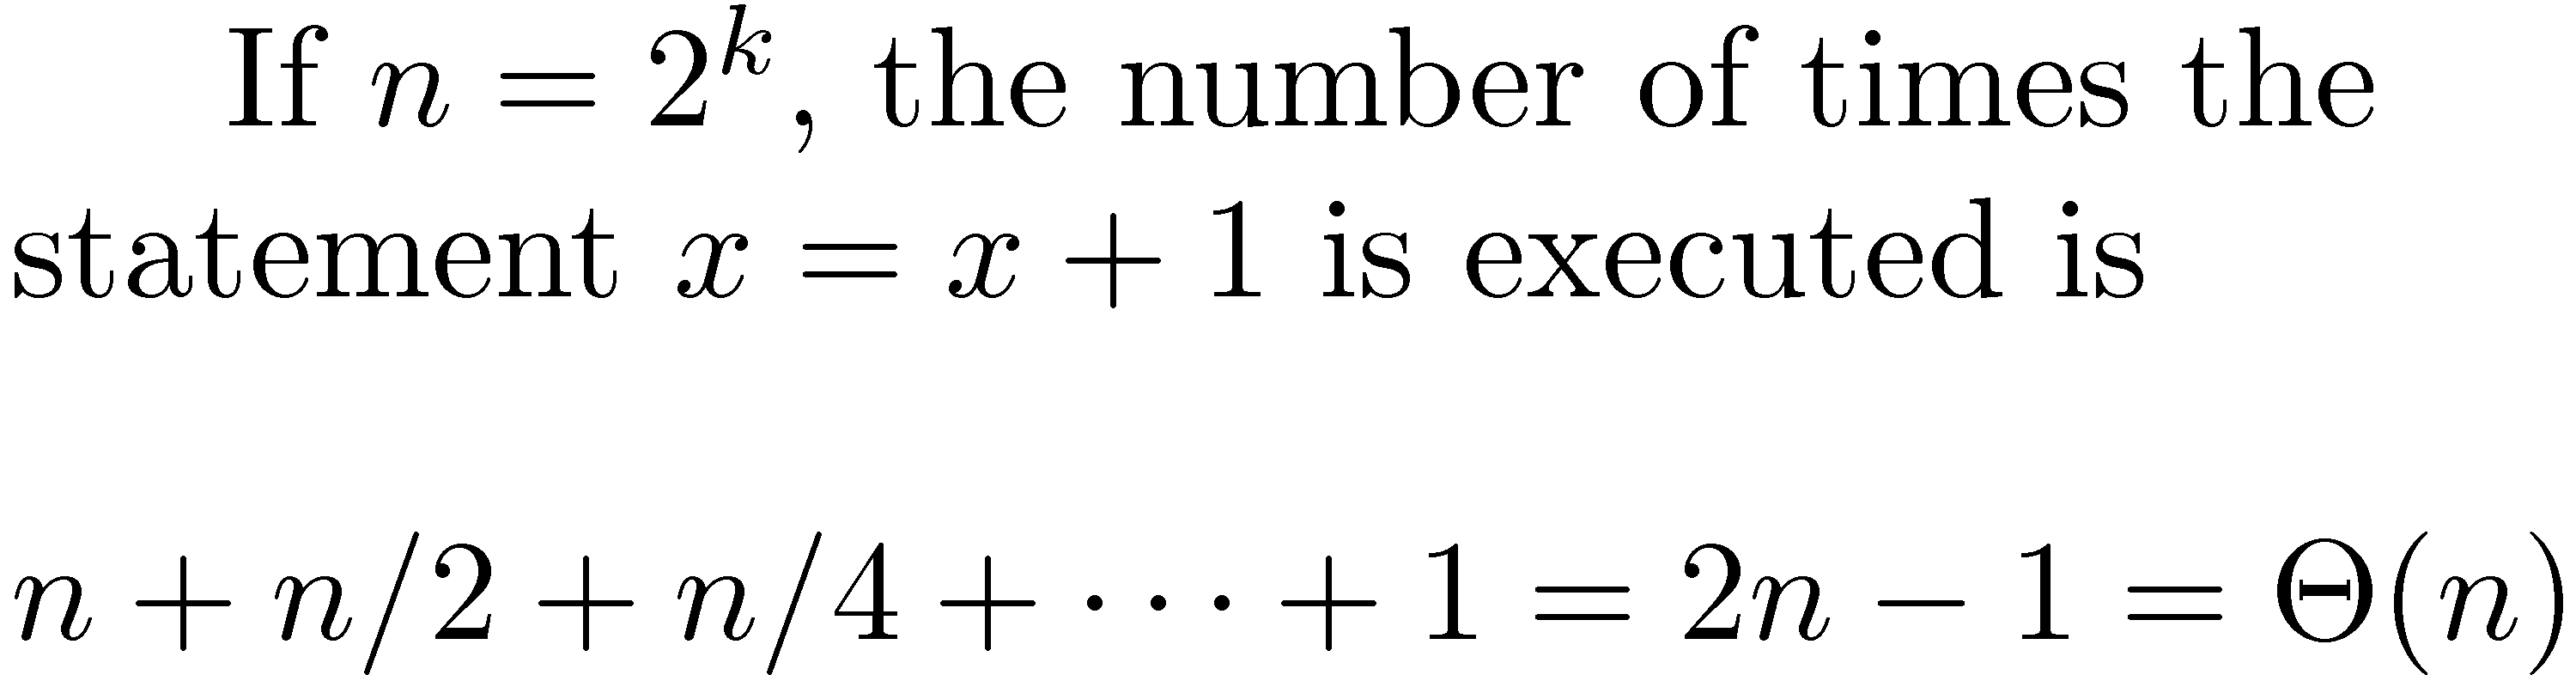 If n = 2^k, the number of times the
statement x = x + 1 is executed is
n + n/2 + n/4 + · · · + 1 = 2n − 1 = Θ(n)